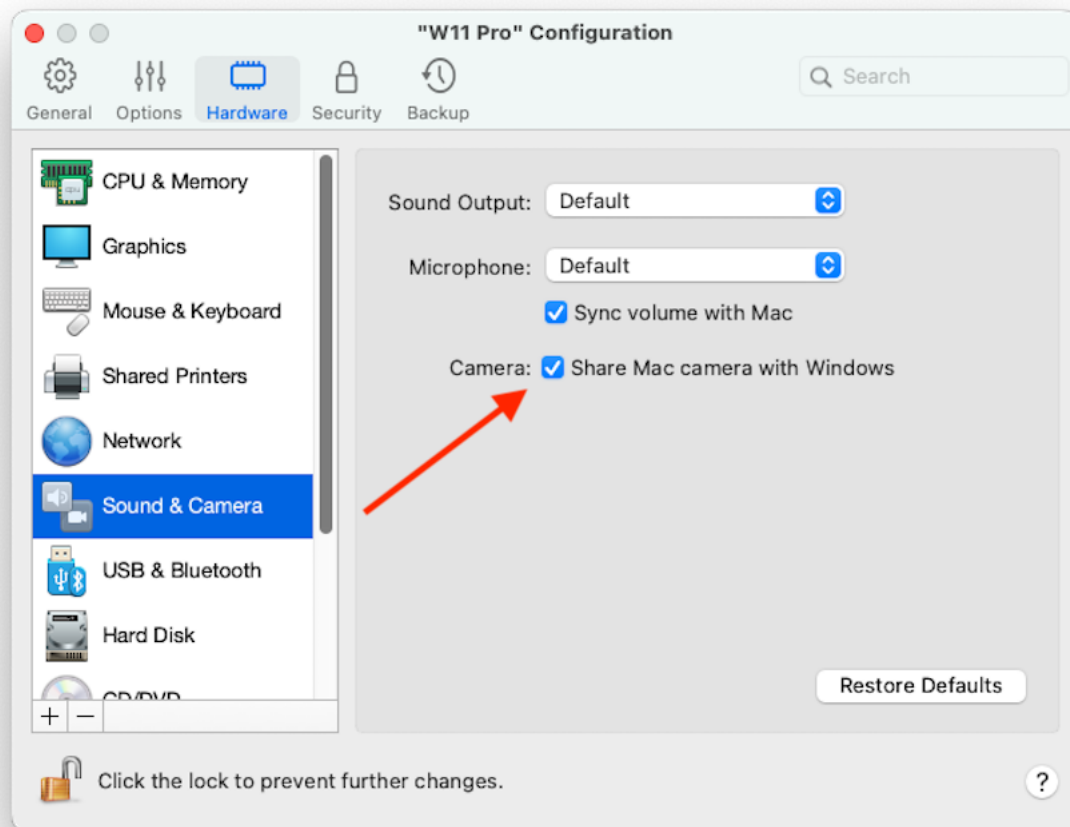 "W11 Pro" Configuration
General Options Hardware Security Backup
Search
CPU & Memory
Graphics
Mouse & Keyboard
Shared Printers
Network
Sound & Camera
USB & Bluetooth
Hard Disk
CD/DVD
Sound Output: Default
Microphone: Default
Sync volume with Mac
Camera: Share Mac camera with Windows
Restore Defaults
Click the lock to prevent further changes.
?